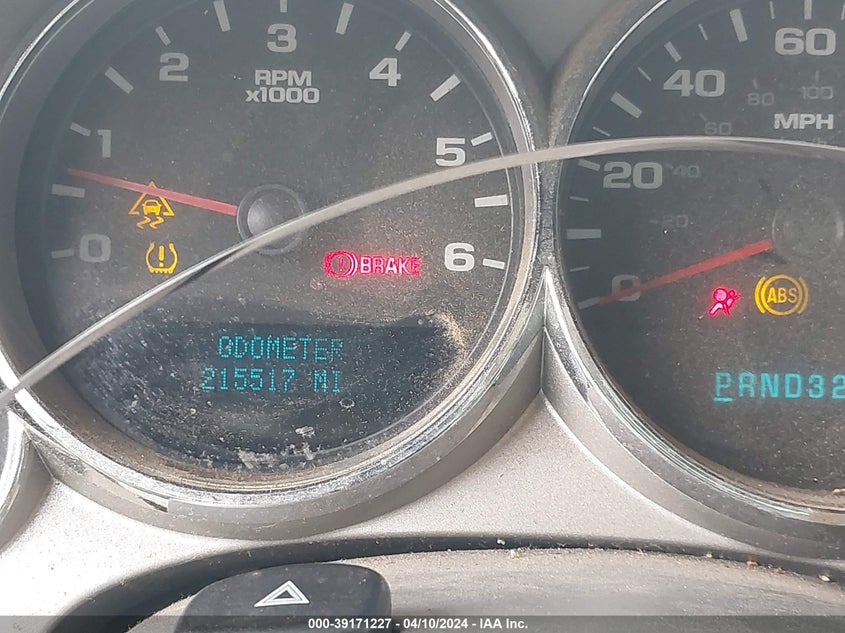 0 1 2 3 4 5 6
RPM
x1000
BRAKE
ODOMETER
215517 MI
0 20 40 60
20 40 60 80 100
MPH
ABS
PRND32
000-39171227 - 04/10/2024 - IAA Inc.